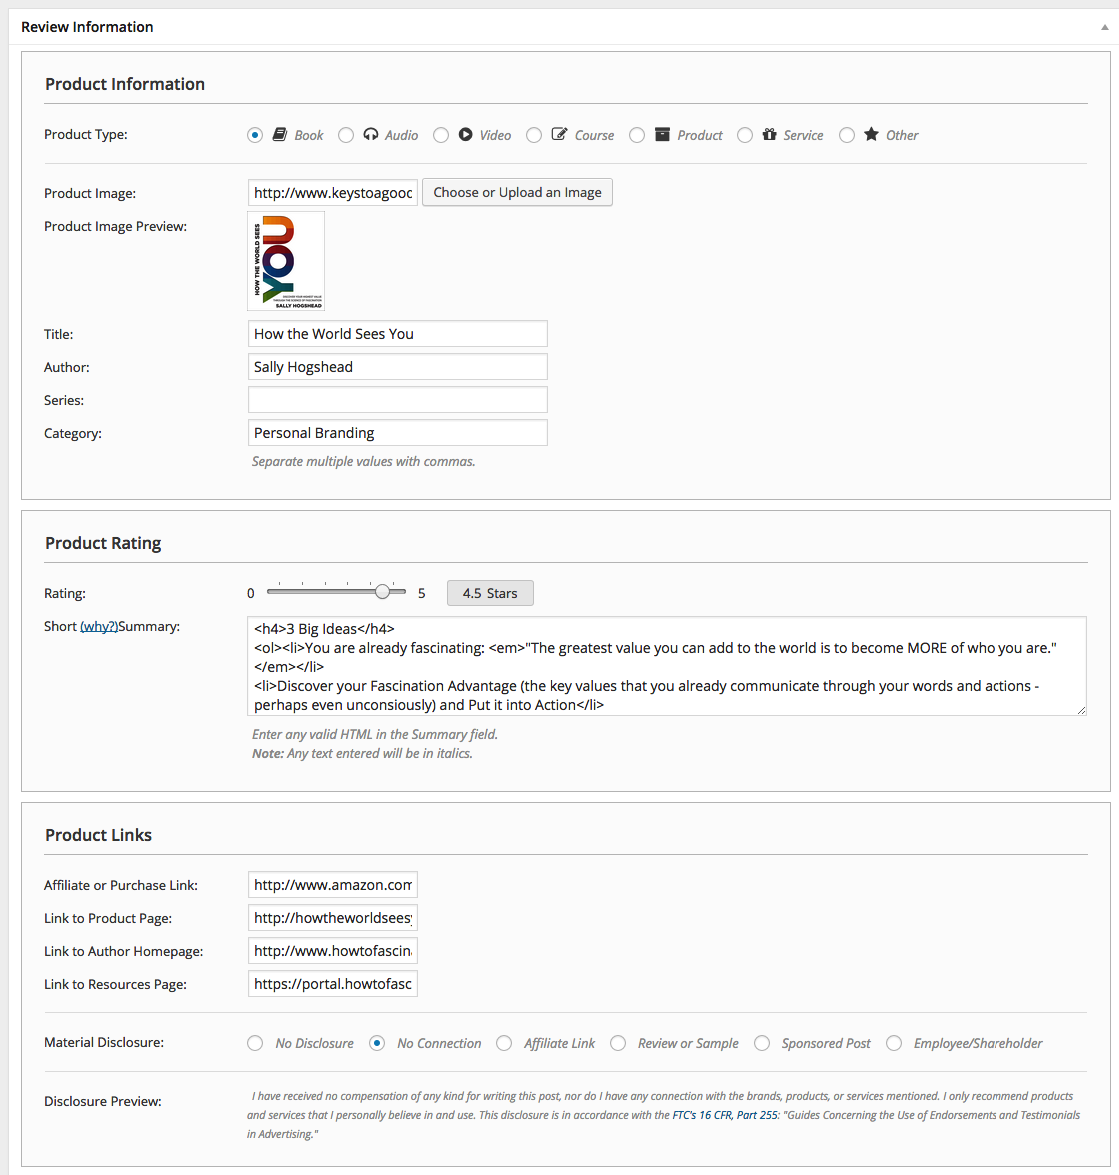 Review Information
Product Information
Product Type: Book Audio Video Course Product Service Other
Product Image: http://www.keystoagood Choose or Upload an Image
Product Image Preview:
HOW THE WORLD SEES
YOU
DISCOVER YOUR HIGHEST VALUE
THROUGH THE SCIENCE OF FASCINATION
SALLY HOGSHEAD
Title: How the World Sees You
Author: Sally Hogshead
Series:
Category: Personal Branding
Separate multiple values with commas.
Product Rating
Rating: 0 5 4.5 Stars
Short (why?)Summary:
<h4>3 Big Ideas</h4>
<ol><li>You are already fascinating: <em>"The greatest value you can add to the world is to become MORE of who you are."
</em></li>
<li>Discover your Fascination Advantage (the key values that you already communicate through your words and actions -
perhaps even unconsiously) and Put it into Action</li>
Enter any valid HTML in the Summary field.
Note: Any text entered will be in italics.
Product Links
Affiliate or Purchase Link: http://www.amazon.com
Link to Product Page: http://howtheworldseesy
Link to Author Homepage: http://www.howtofascina
Link to Resources Page: https://portal.howtofasc
Material Disclosure: No Disclosure No Connection Affiliate Link Review or Sample Sponsored Post Employee/Shareholder
Disclosure Preview: I have received no compensation of any kind for writing this post, nor do I have any connection with the brands, products, or services mentioned. I only recommend products
and services that I personally believe in and use. This disclosure is in accordance with the FTC's 16 CFR, Part 255: "Guides Concerning the Use of Endorsements and Testimonials
in Advertising."